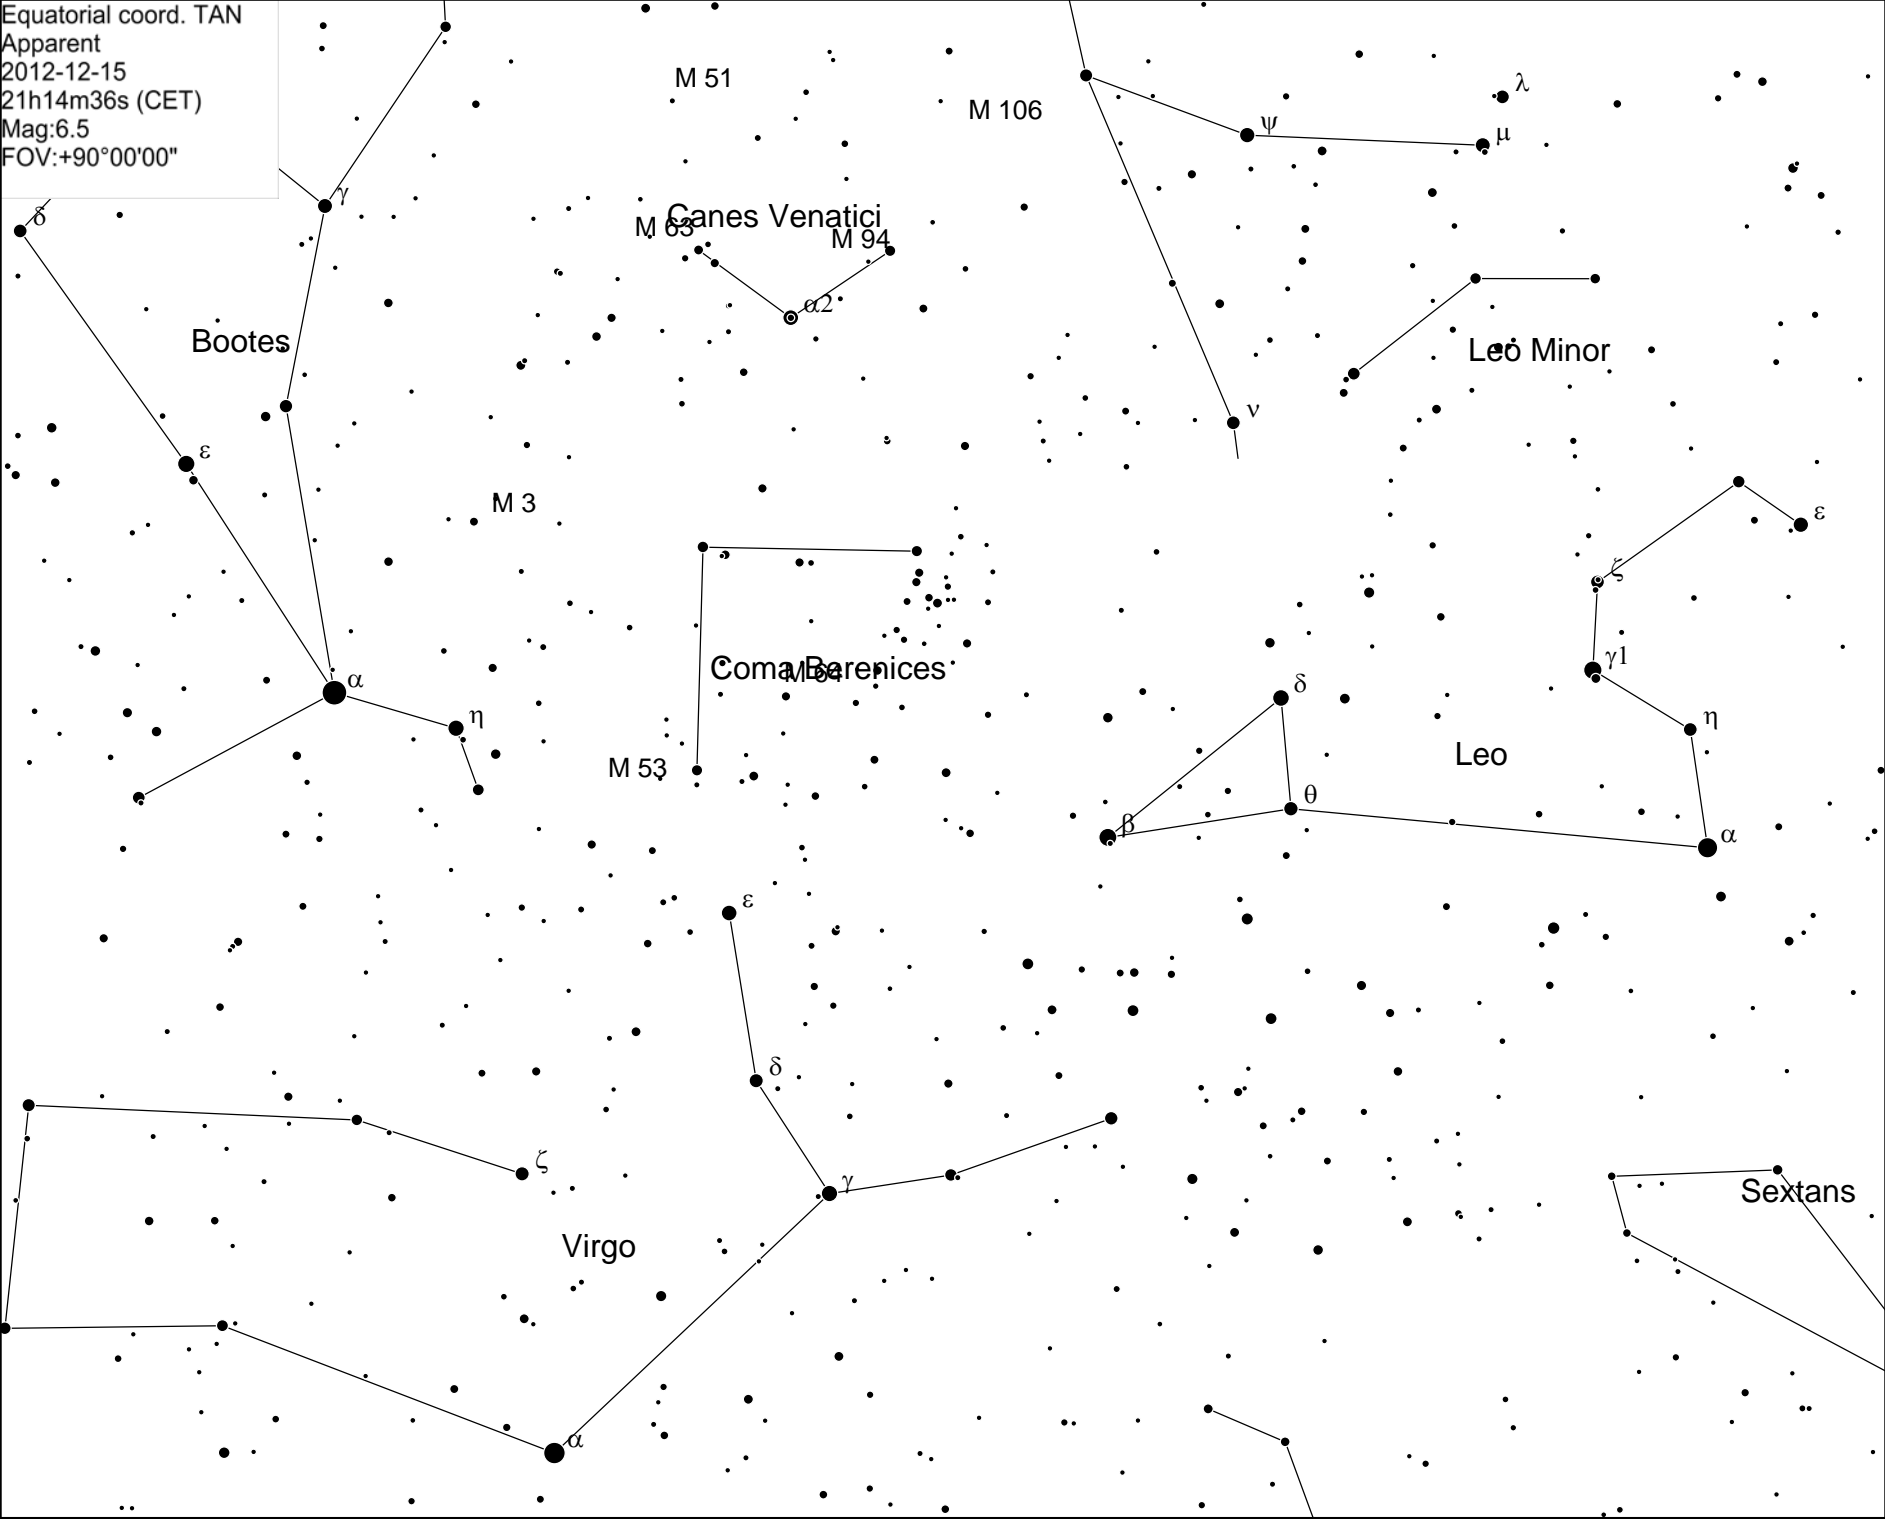 Equatorial coord. TAN
Apparent
2012-12-15
21h14m36s (CET)
Mag:6.5
FOV:+90°00'00"
M 51
M 106
λ
ψ
μ
γ
δ
Canes Venatici
M 63
M 94
α2
Bootes
Leo Minor
ν
ε
M 3
ε
ζ
γ1
Coma Berenices
M 64
α
δ
η
η
Leo
M 53
θ
β
α
ε
δ
ζ
γ
Sextans
Virgo
α